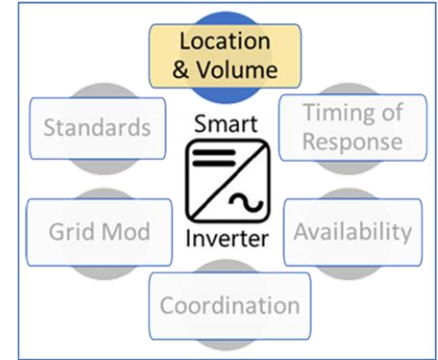 Location
& Volume
Standards
Smart
Timing of
Response
Grid Mod
Inverter
Availability
Coordination